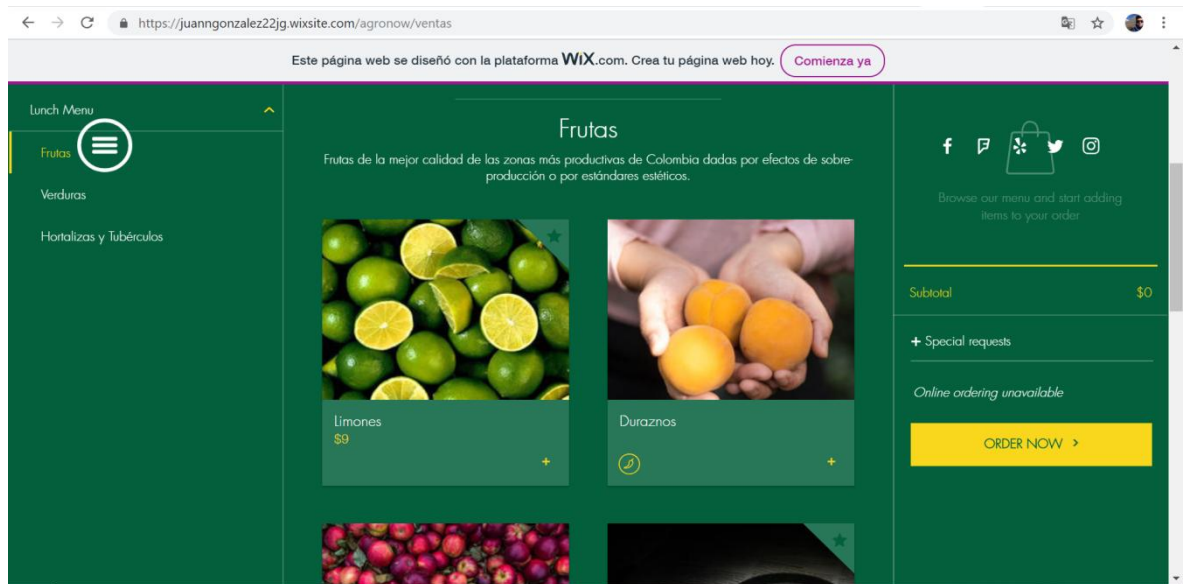 https://juanngonzalez22jg.wixsite.com/agronow/ventas
Este página web se diseñó con la plataforma WiX.com. Crea tu página web hoy. Comienza ya
Lunch Menu
Frutas
Verduras
Hortalizas y Tubérculos
Frutas
Frutas de la mejor calidad de las zonas más productivas de Colombia dadas por efectos de sobre-
producción o por estándares estéticos.
Limones
$9
+
Duraznos
+
Browse our menu and start adding
items to your order
Subtotal $0
+ Special requests
Online ordering unavailable
ORDER NOW >